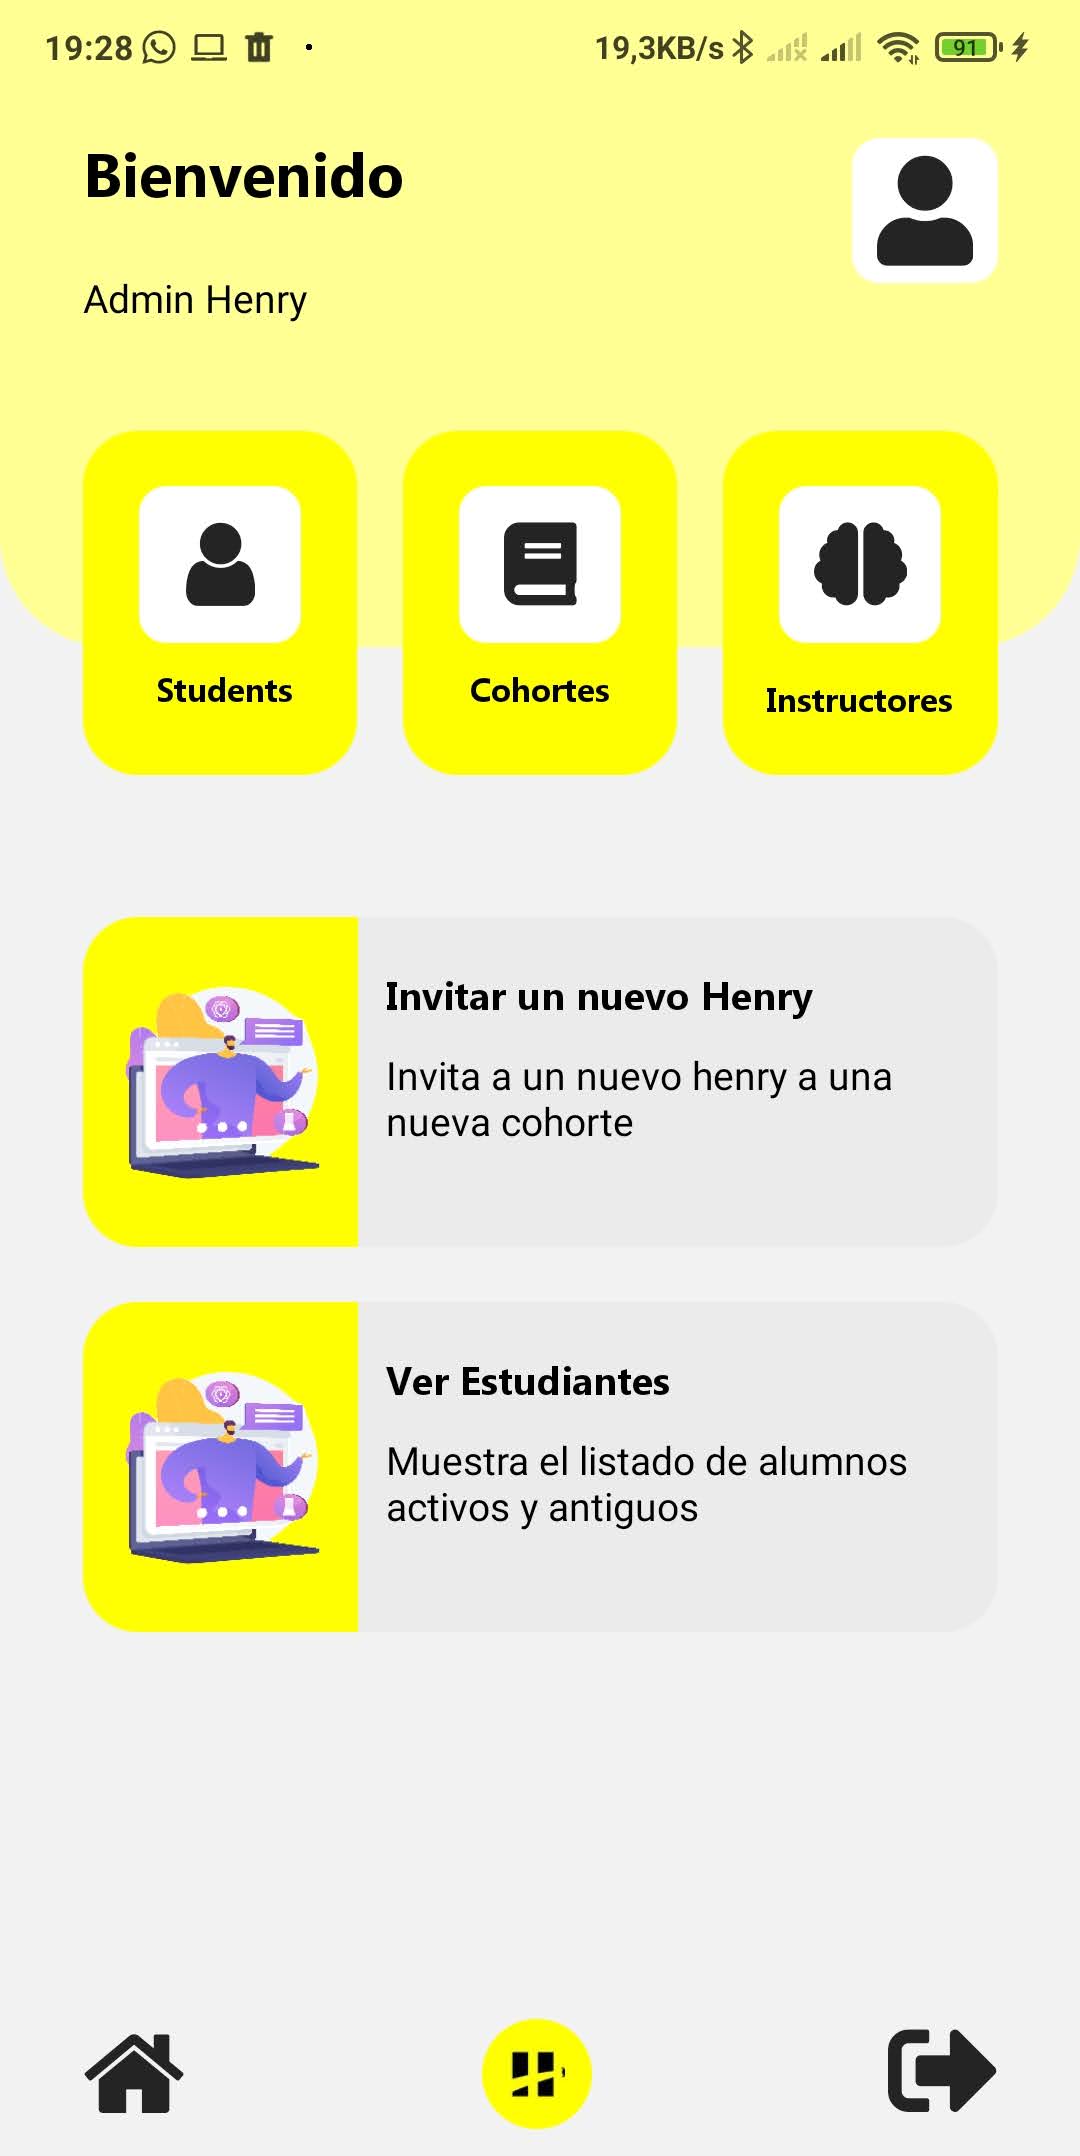 19:28 19,3KB/s 91
Bienvenido
Admin Henry
Students Cohortes Instructores
Invitar un nuevo Henry
Invita a un nuevo henry a una
nueva cohorte
Ver Estudiantes
Muestra el listado de alumnos
activos y antiguos